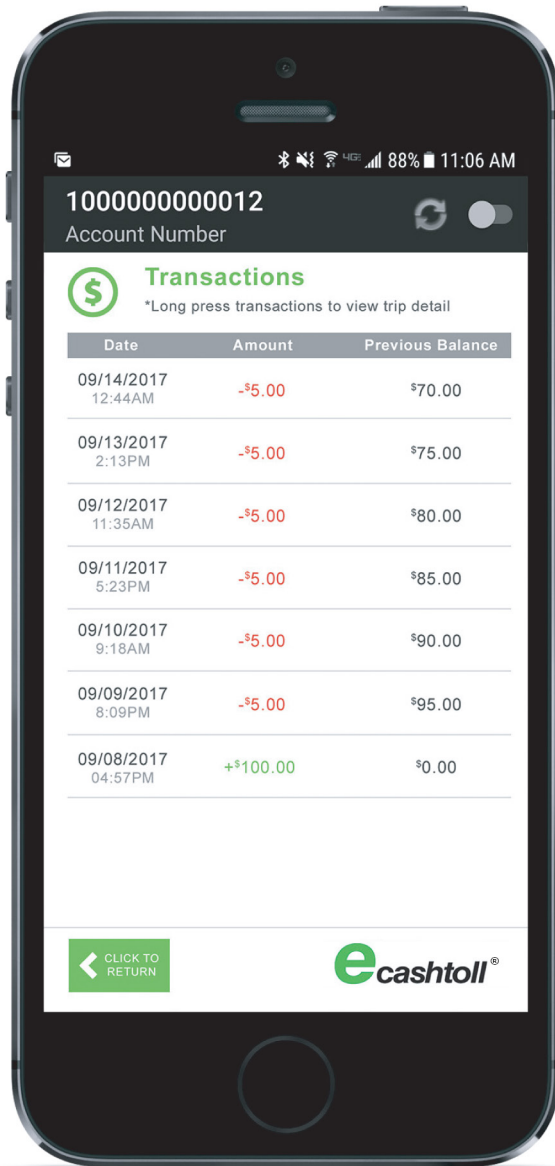 4GE 88% 11:06 AM
1000000000012
Account Number
$
Transactions
*Long press transactions to view trip detail
Date Amount Previous Balance
09/14/2017
12:44AM
-$5.00 $70.00
09/13/2017
2:13PM
-$5.00 $75.00
09/12/2017
11:35AM
-$5.00 $80.00
09/11/2017
5:23PM
-$5.00 $85.00
09/10/2017
9:18AM
-$5.00 $90.00
09/09/2017
8:09PM
-$5.00 $95.00
09/08/2017
04:57PM
+$100.00 $0.00
CLICK TO
RETURN
ecashtoll®